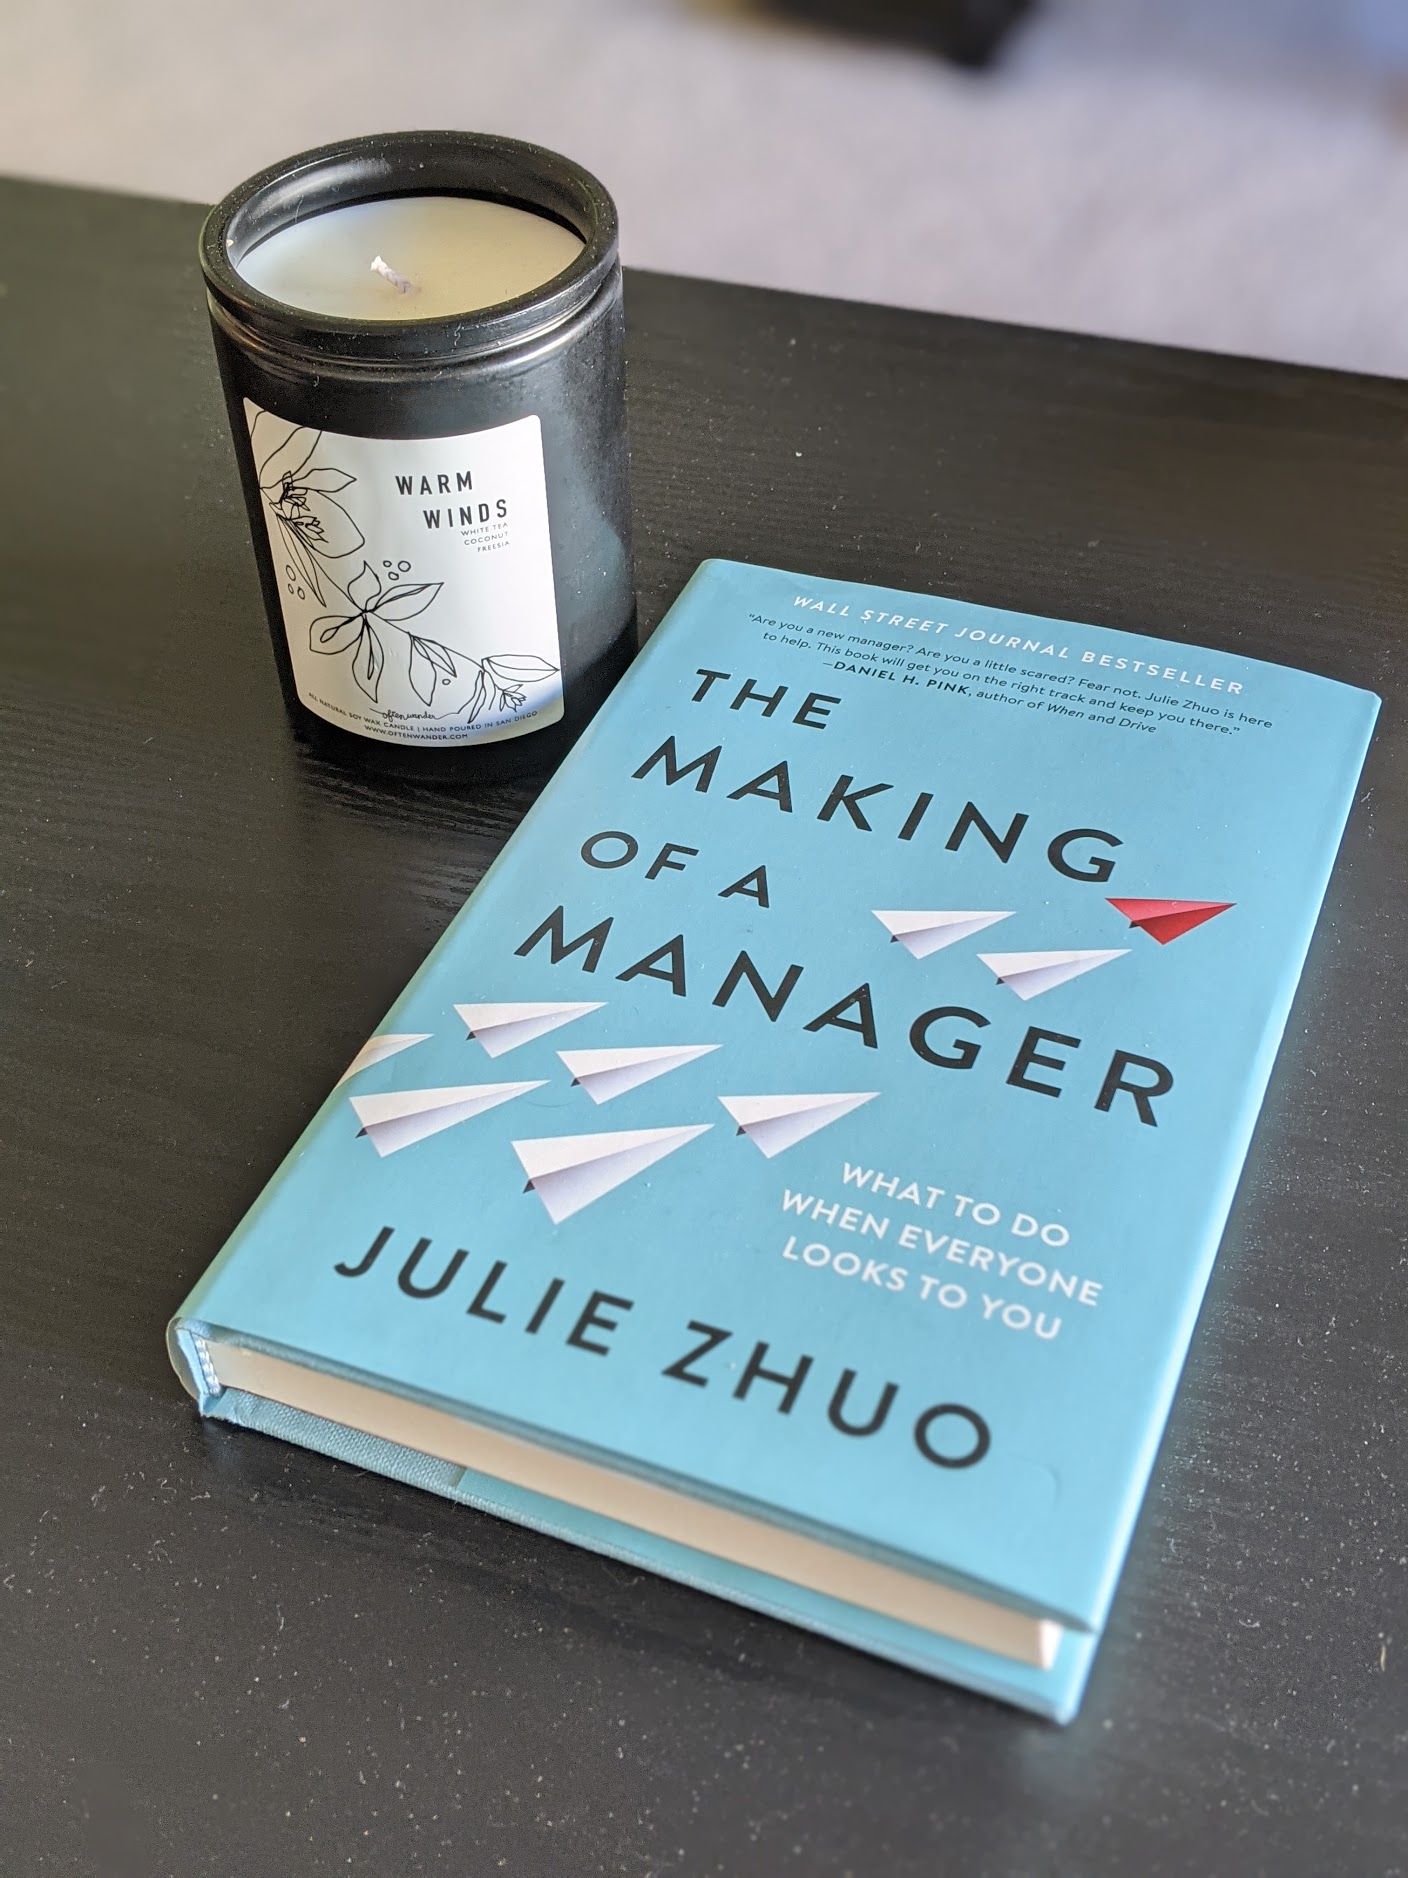 WARM
WINDS
WHITE TEA
COCONUT
FREESIA
often wander
ALL NATURAL SOY WAX CANDLE | HAND POURED IN SAN DIEGO
WWW.OFTENWANDER.COM
WALL STREET JOURNAL BESTSELLER
"Are you a new manager? Are you a little scared? Fear not. Julie Zhuo is here
to help. This book will get you on the right track and keep you there."
—DANIEL H. PINK, author of When and Drive
THE
MAKING
OF A
MANAGER
WHAT TO DO
WHEN EVERYONE
LOOKS TO YOU
JULIE ZHUO